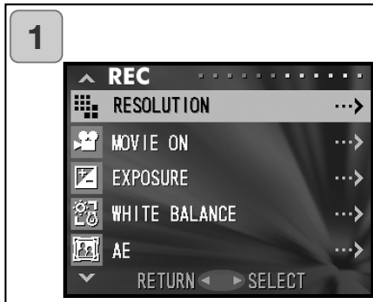 1
REC
RESOLUTION
MOVIE ON
EXPOSURE
WHITE BALANCE
AE
RETURN SELECT